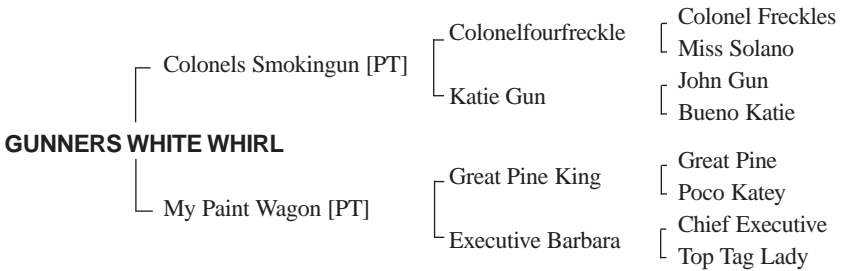 Colonel Freckles
Colonelfourfreckle
Miss Solano
Colonels Smokingun [PT]
John Gun
Katie Gun
Bueno Katie
GUNNERS WHITE WHIRL
Great Pine
Great Pine King
Poco Katey
My Paint Wagon [PT]
Chief Executive
Executive Barbara
Top Tag Lady